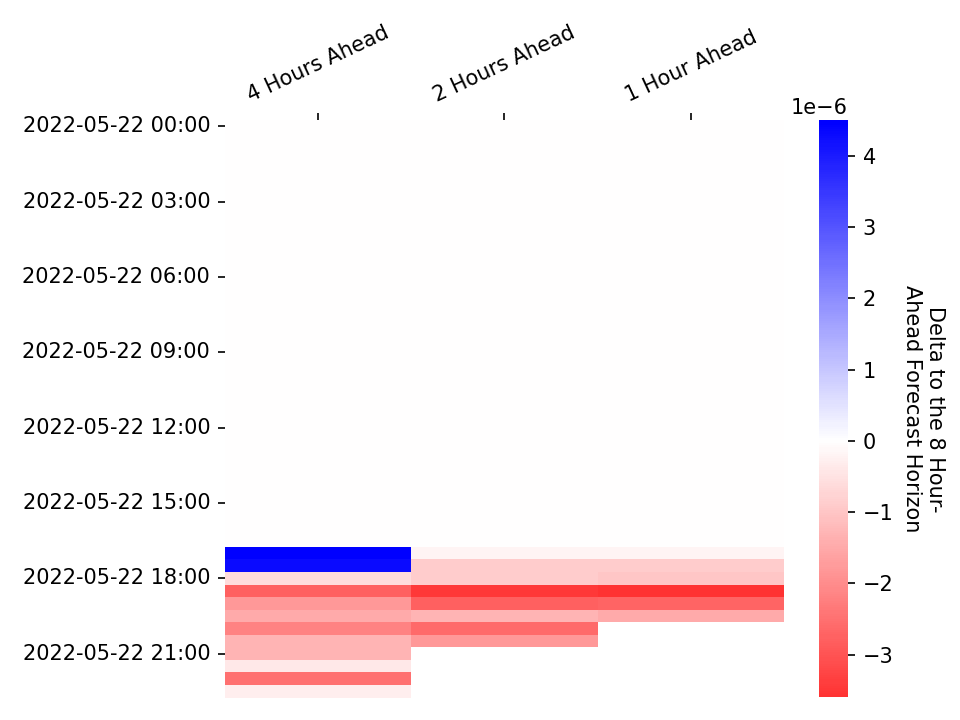 4 Hours Ahead
2 Hours Ahead
1 Hour Ahead
2022-05-22 00:00
2022-05-22 03:00
2022-05-22 06:00
2022-05-22 09:00
2022-05-22 12:00
2022-05-22 15:00
2022-05-22 18:00
2022-05-22 21:00
1e−6
4
3
2
1
0
−1
−2
−3
Delta to the 8 Hour-
Ahead Forecast Horizon